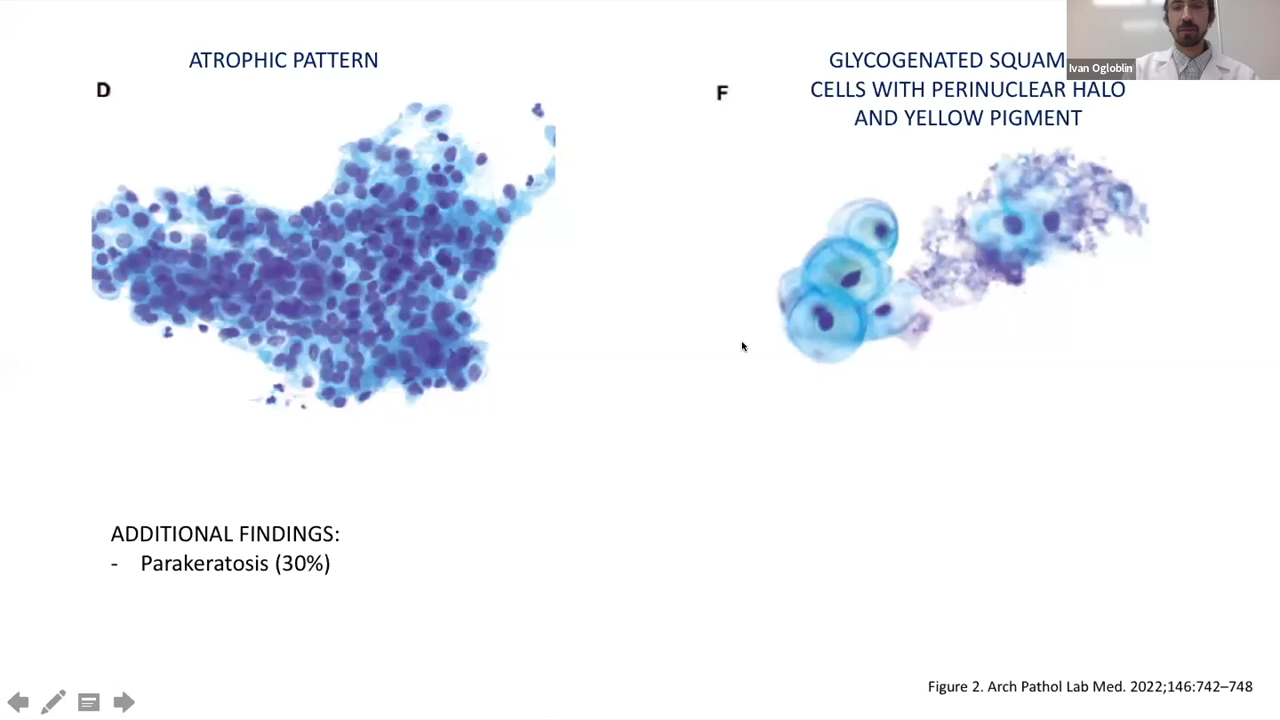 ATROPHIC PATTERN
D
GLYCOGENATED SQUAM
CELLS WITH PERINUCLEAR HALO
AND YELLOW PIGMENT
F
Ivan Ogloblin
ADDITIONAL FINDINGS:
- Parakeratosis (30%)
Figure 2. Arch Pathol Lab Med. 2022;146:742–748